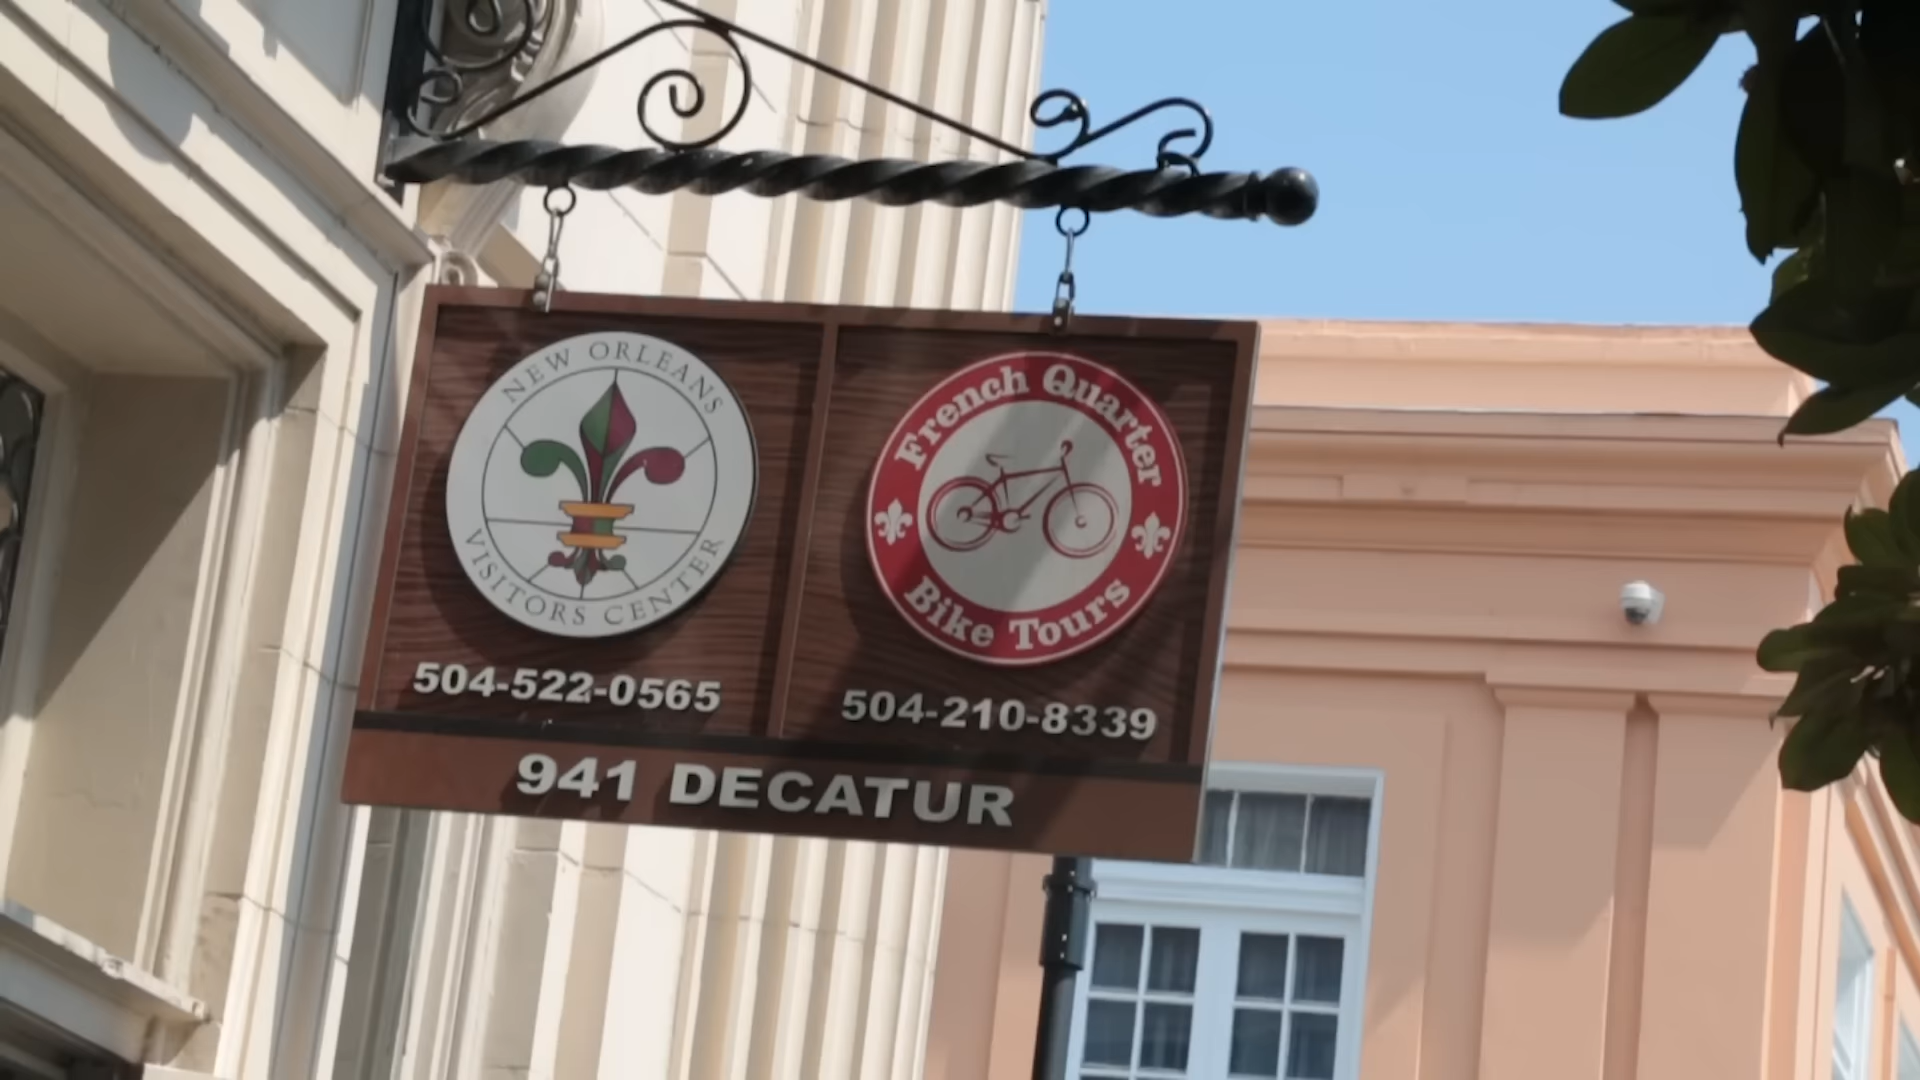 NEW ORLEANS
VISITORS CENTER
504-522-0565
French Quarter
Bike Tours
504-210-8339
941 DECATUR